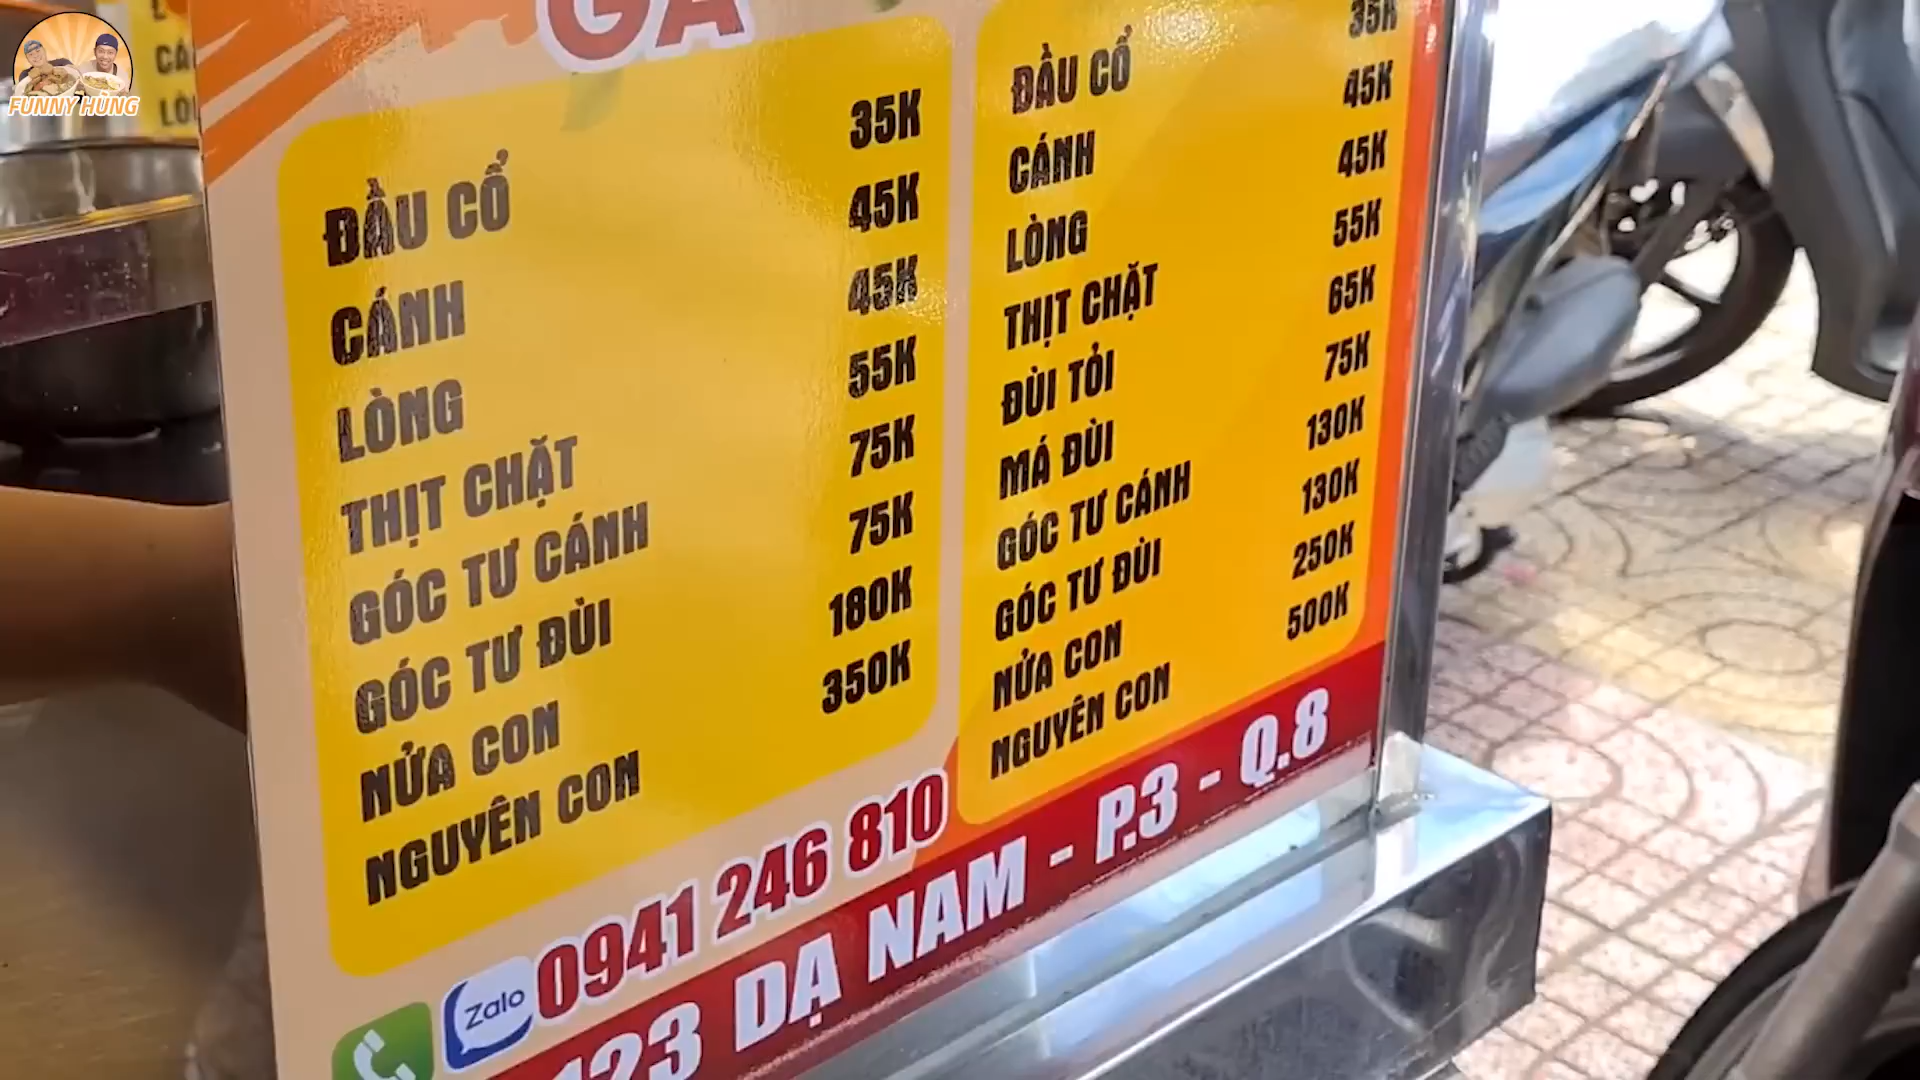 FUNNY HÙNG
GÀ
ĐẦU CỔ 35K
CÁNH 45K
LÒNG 45K
THỊT CHẶT 55K
GÓC TƯ CÁNH 75K
GÓC TƯ ĐÙI 75K
NỬA CON 180K
NGUYÊN CON 350K
ĐẦU CỔ 35K
CÁNH 45K
LÒNG 45K
THỊT CHẶT 55K
ĐÙI TỎI 65K
MÁ ĐÙI 75K
GÓC TƯ CÁNH 130K
GÓC TƯ ĐÙI 130K
NỬA CON 250K
NGUYÊN CON 500K
Zalo 0941 246 810
123 DẠ NAM - P.3 - Q.8